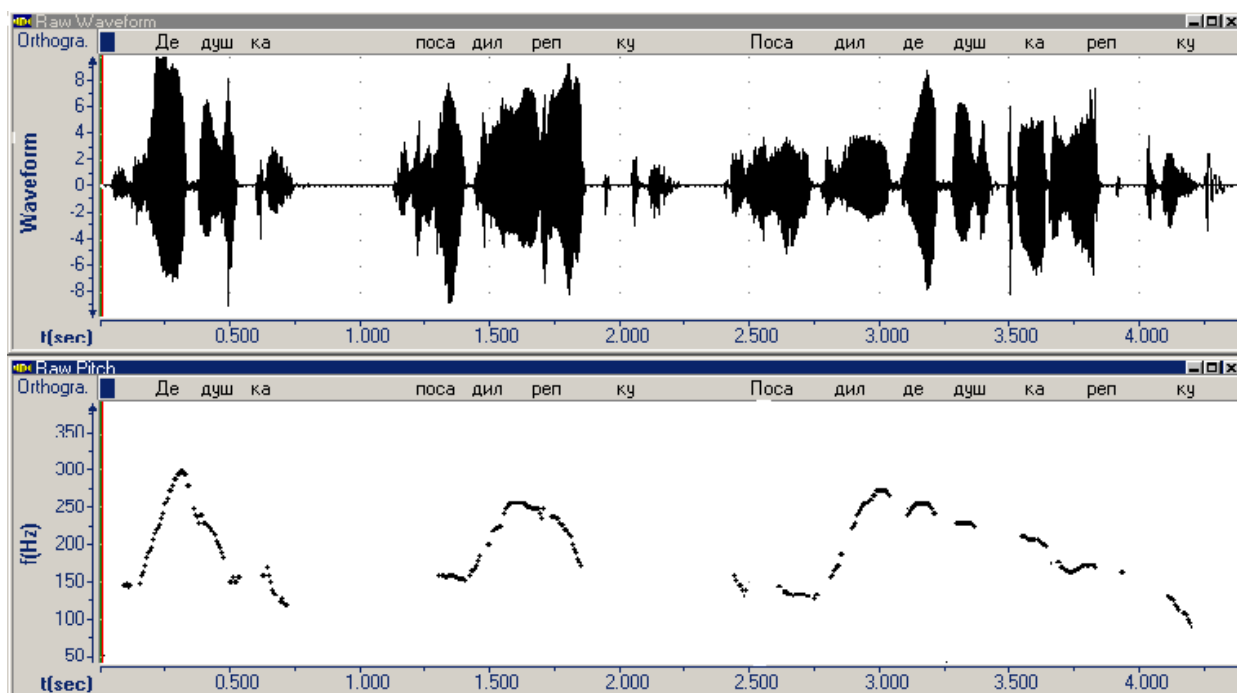 Raw Waveform
Orthogra. Де душ ка поса дил реп ку Поса дил де душ ка реп ку
8
6
4
2
0
-2
-4
-6
-8
Waveform
t(sec) 0.500 1.000 1.500 2.000 2.500 3.000 3.500 4.000
Raw Pitch
Orthogra. Де душ ка поса дил реп ку Поса дил де душ ка реп ку
350
300
250
200
150
100
50
f(Hz)
t(sec) 0.500 1.000 1.500 2.000 2.500 3.000 3.500 4.000